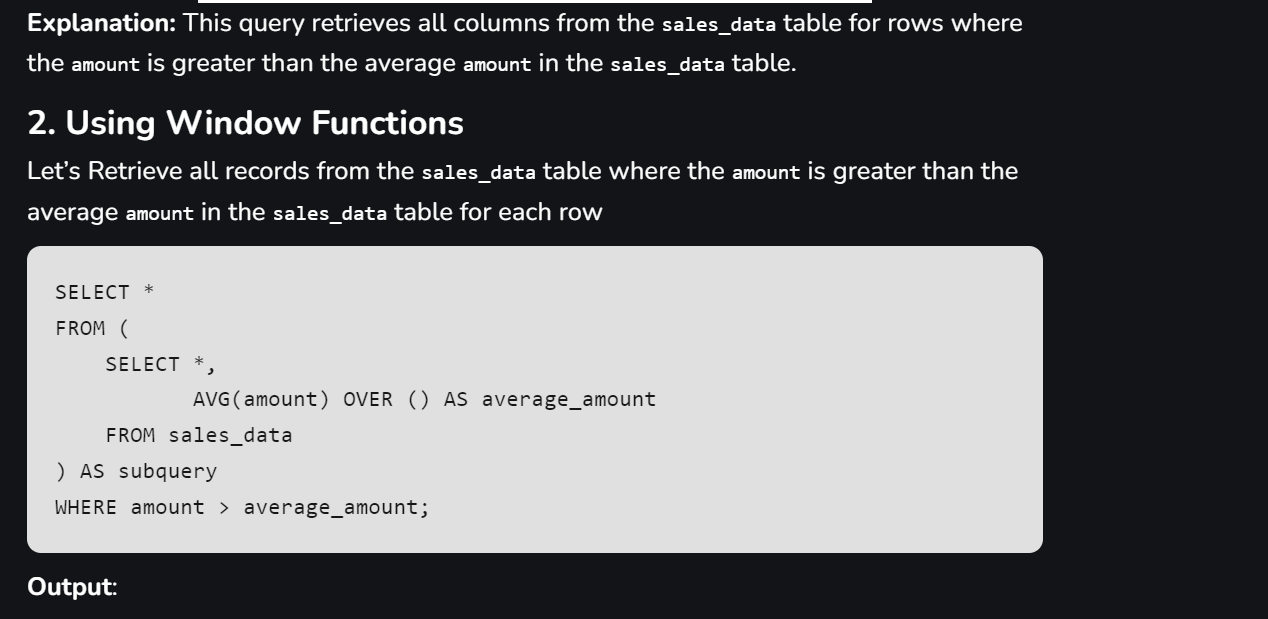 Explanation: This query retrieves all columns from the sales_data table for rows where
the amount is greater than the average amount in the sales_data table.
2. Using Window Functions
Let’s Retrieve all records from the sales_data table where the amount is greater than the
average amount in the sales_data table for each row
SELECT *
FROM (
    SELECT *,
           AVG(amount) OVER () AS average_amount
    FROM sales_data
) AS subquery
WHERE amount > average_amount;
Output: